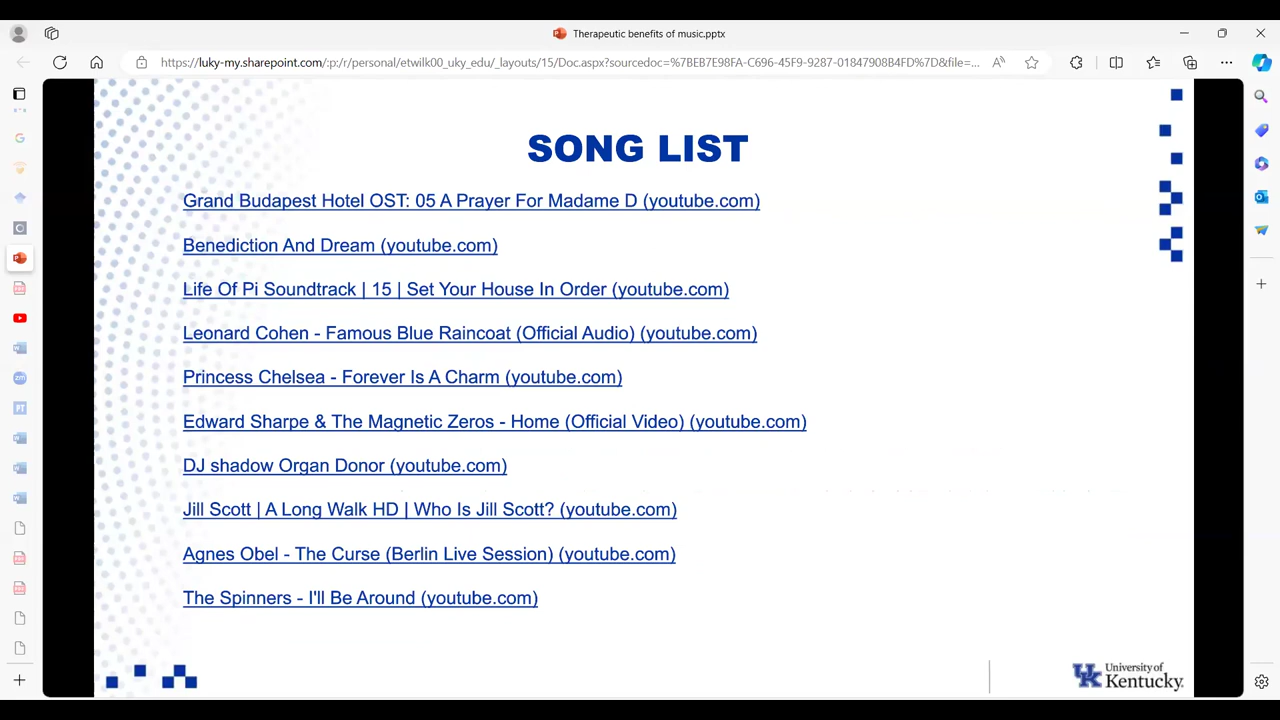 Therapeutic benefits of music.pptx
https://luky-my.sharepoint.com/:p:/r/personal/etwilk00_uky_edu/_layouts/15/Doc.aspx?sourcedoc=%7BEB7E98FA-C696-45F9-9287-01847908B4FD%7D&file=...
SONG LIST
Grand Budapest Hotel OST: 05 A Prayer For Madame D (youtube.com)
Benediction And Dream (youtube.com)
Life Of Pi Soundtrack | 15 | Set Your House In Order (youtube.com)
Leonard Cohen - Famous Blue Raincoat (Official Audio) (youtube.com)
Princess Chelsea - Forever Is A Charm (youtube.com)
Edward Sharpe & The Magnetic Zeros - Home (Official Video) (youtube.com)
DJ shadow Organ Donor (youtube.com)
Jill Scott | A Long Walk HD | Who Is Jill Scott? (youtube.com)
Agnes Obel - The Curse (Berlin Live Session) (youtube.com)
The Spinners - I'll Be Around (youtube.com)
University of
Kentucky.